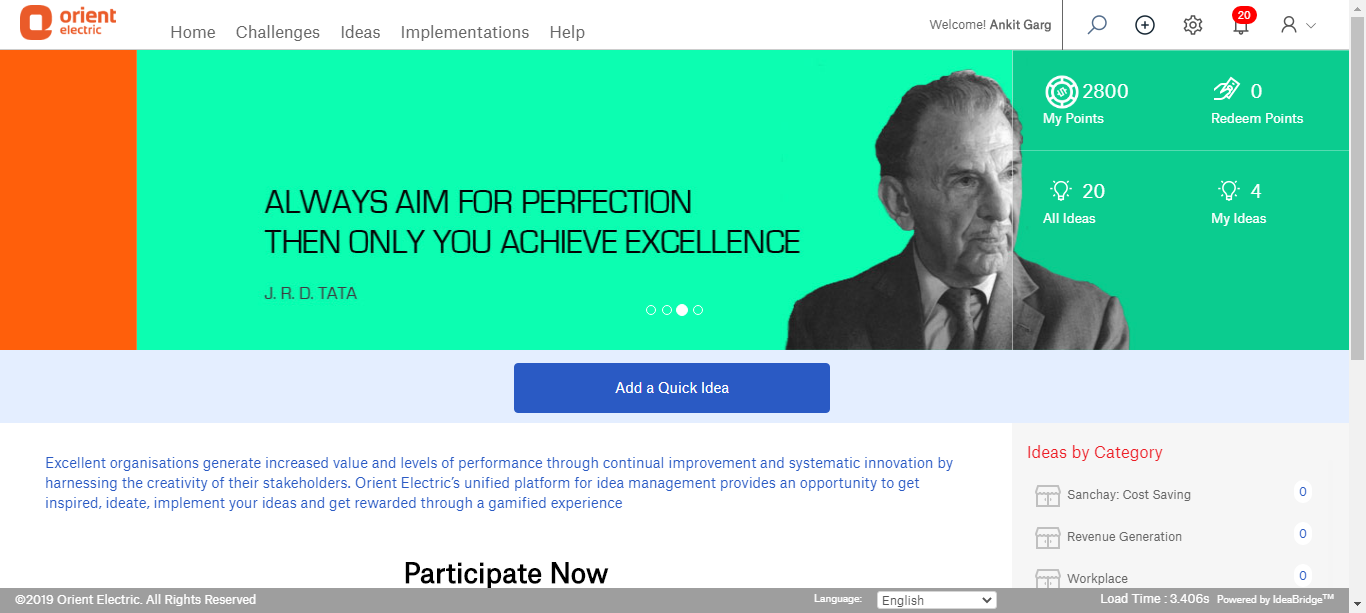 orient
electric
Home Challenges Ideas Implementations Help
Welcome! Ankit Garg
20
2800
My Points
0
Redeem Points
ALWAYS AIM FOR PERFECTION
THEN ONLY YOU ACHIEVE EXCELLENCE
J. R. D. TATA
20
All Ideas
4
My Ideas
Add a Quick Idea
Excellent organisations generate increased value and levels of performance through continual improvement and systematic innovation by
harnessing the creativity of their stakeholders. Orient Electric's unified platform for idea management provides an opportunity to get
inspired, ideate, implement your ideas and get rewarded through a gamified experience
Participate Now
Ideas by Category
Sanchay: Cost Saving 0
Revenue Generation 0
Workplace 0
©2019 Orient Electric. All Rights Reserved
Language: English
Load Time : 3.406s Powered by IdeaBridge™